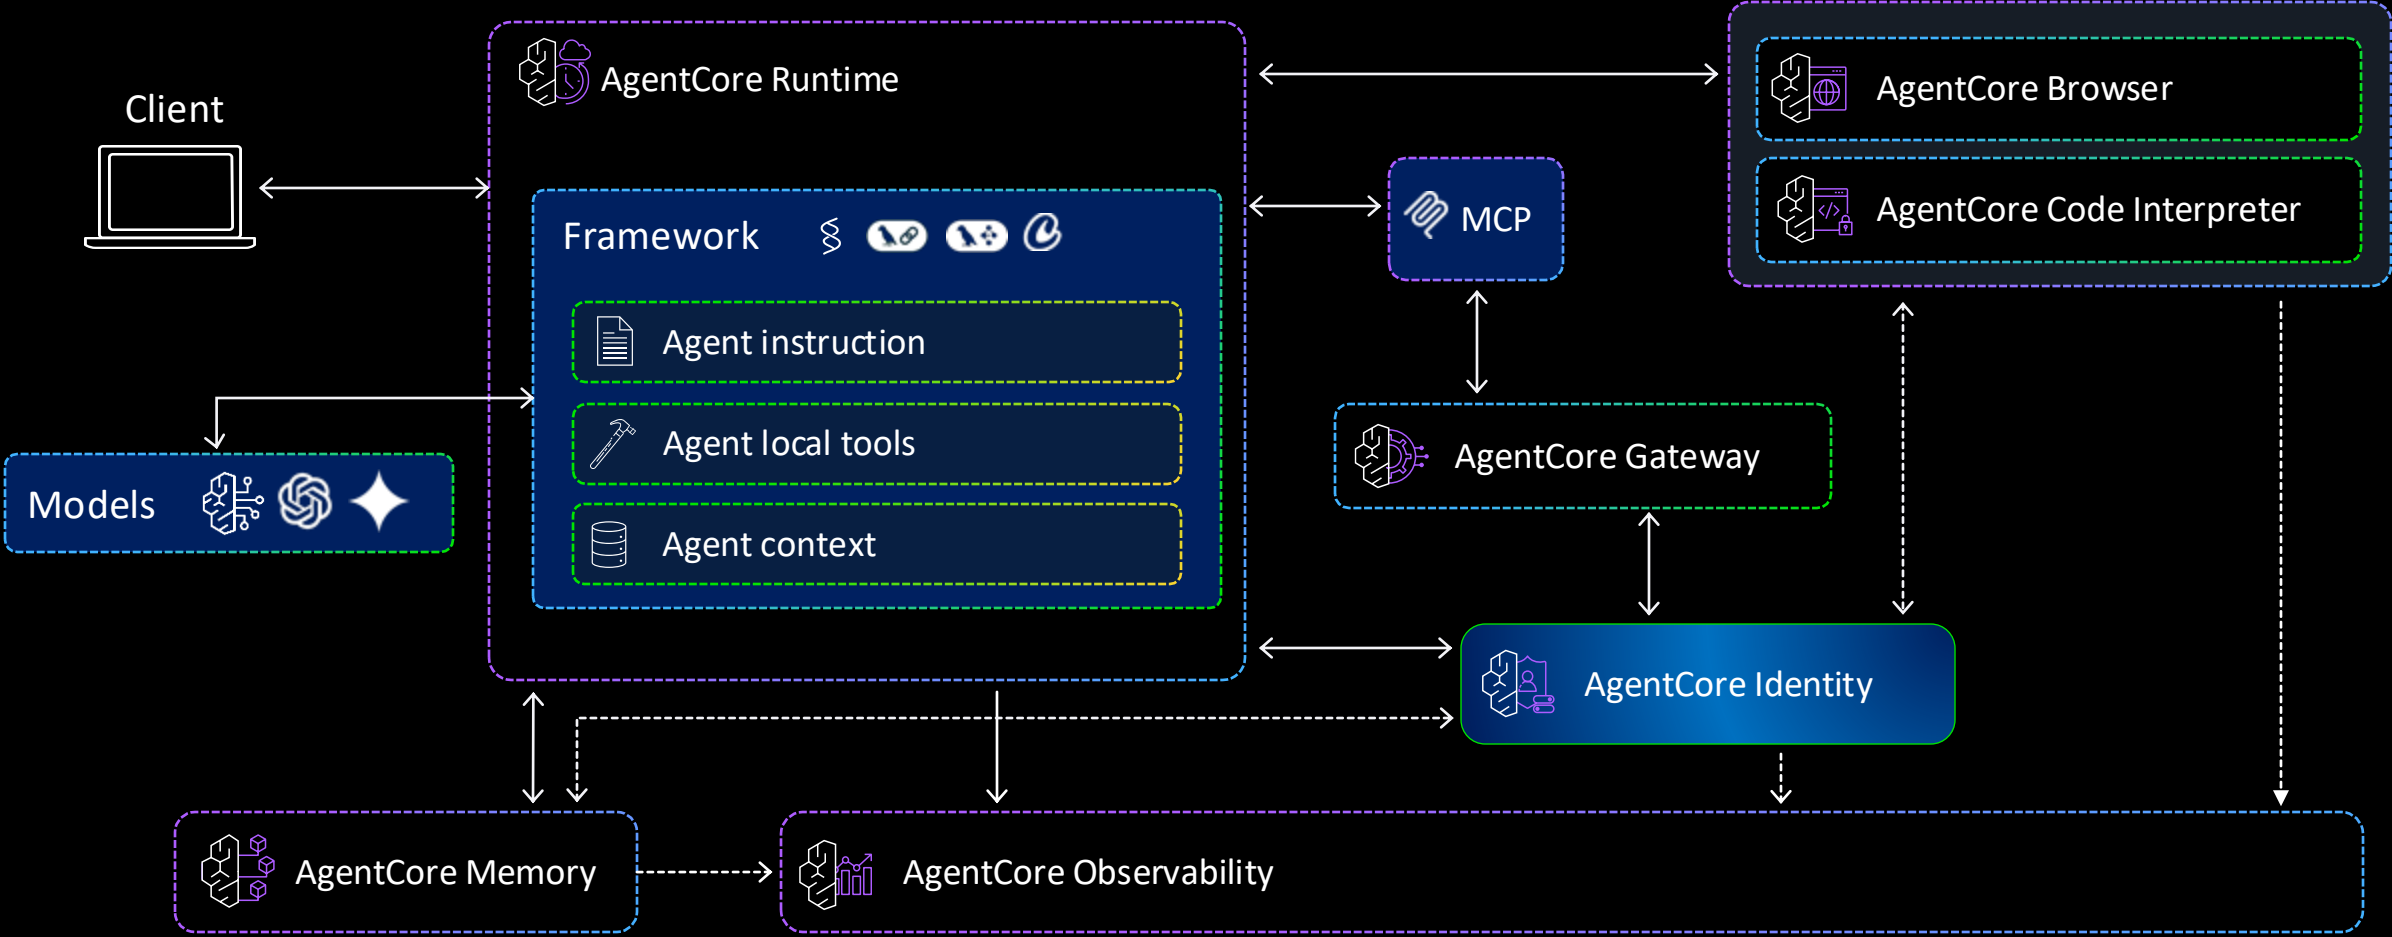 Client
AgentCore Runtime
AgentCore Browser
AgentCore Code Interpreter
MCP
Framework
Agent instruction
Agent local tools
Agent context
Models
AgentCore Gateway
AgentCore Identity
AgentCore Memory
AgentCore Observability